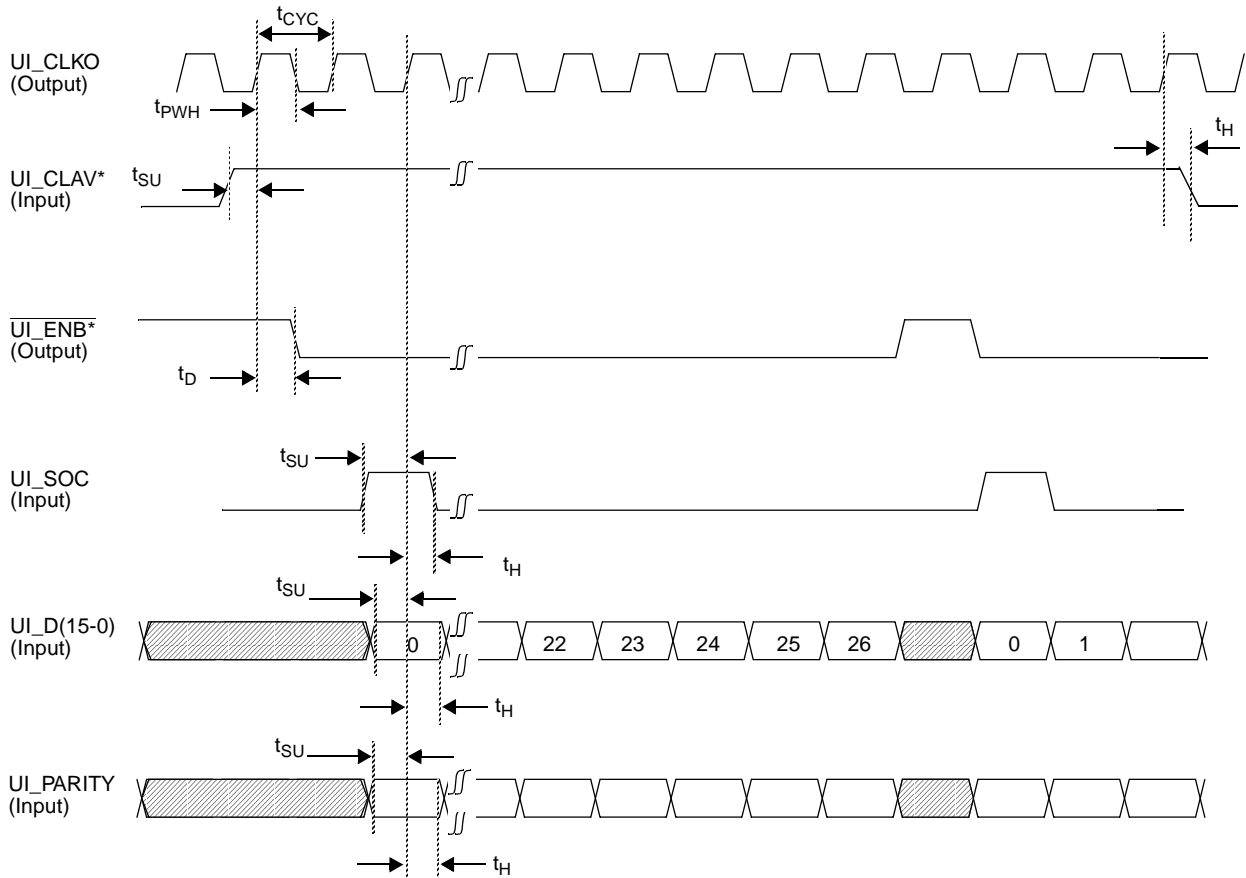 tCYC
UI_CLKO
(Output)
tPWH
tH
UI_CLAV*
(Input)
tSU
UI_ENB*
(Output)
tD
tSU
UI_SOC
(Input)
tH
tSU
UI_D(15-0)
(Input)
0 22 23 24 25 26 0 1
tH
tSU
UI_PARITY
(Input)
tH